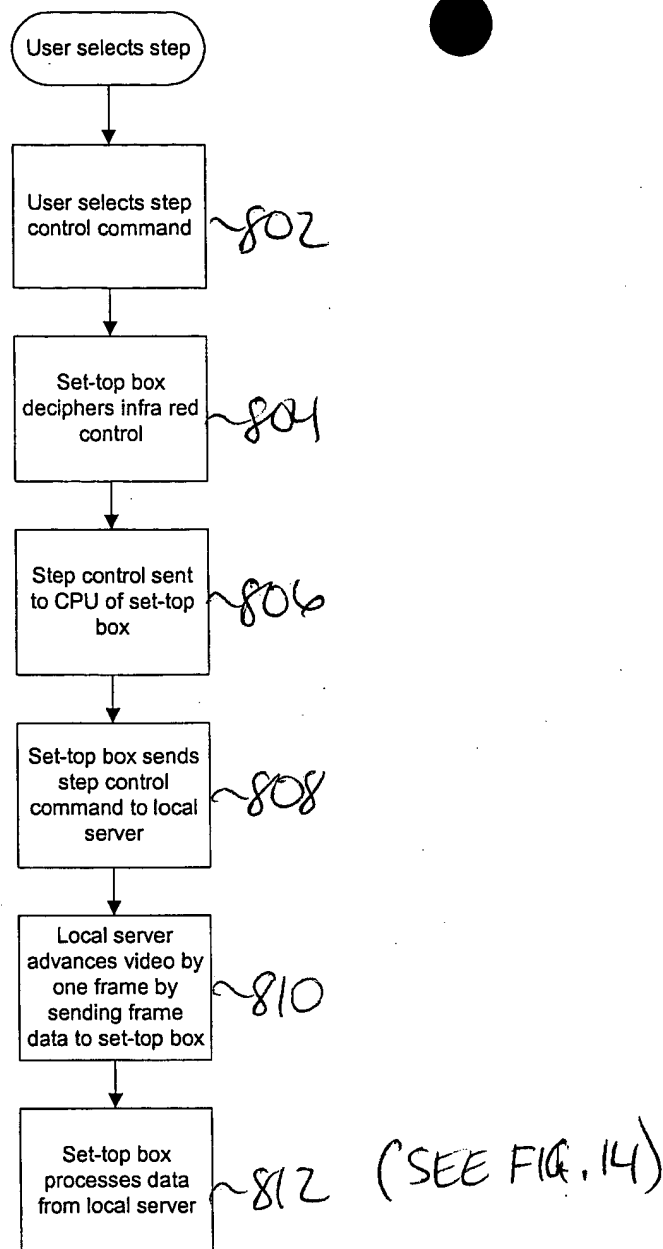 User selects step
User selects step
control command
802
Set-top box
deciphers infra red
control
804
Step control sent
to CPU of set-top
box
806
Set-top box sends
step control
command to local
server
808
Local server
advances video by
one frame by
sending frame
data to set-top box
810
Set-top box
processes data
from local server
812 (SEE FIG. 14)